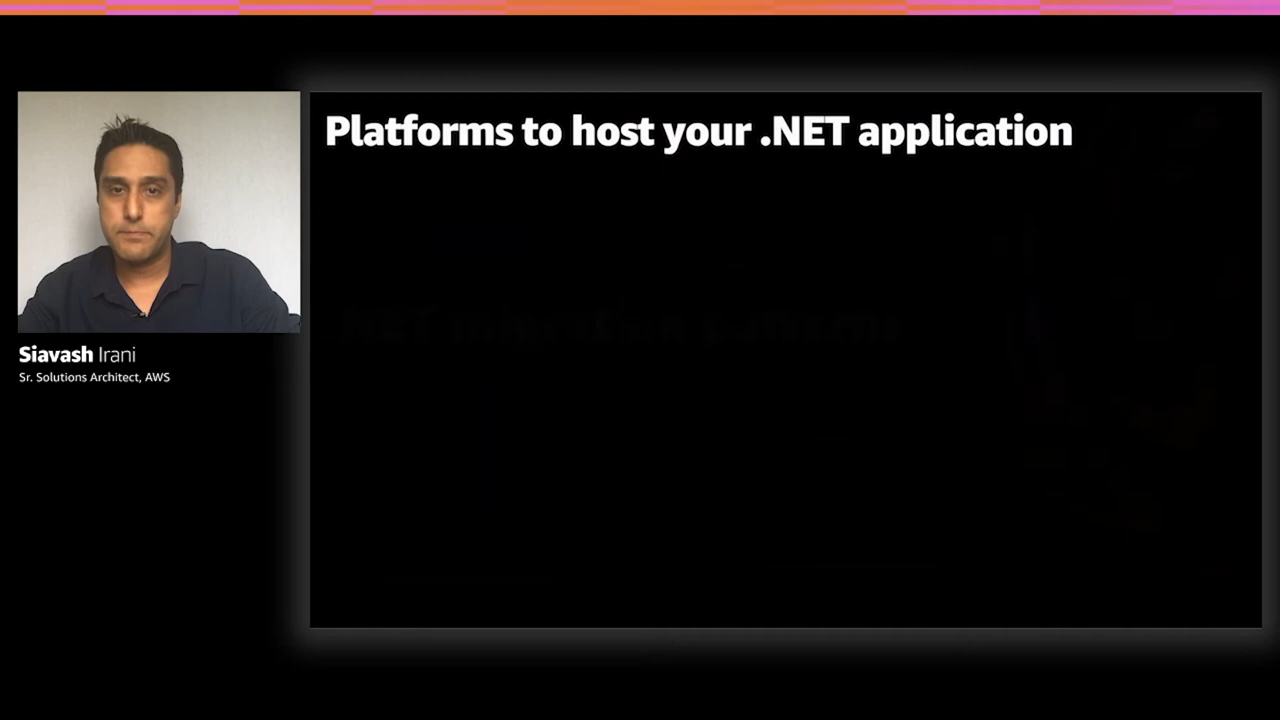 Platforms to host your .NET application
Siavash Irani
Sr. Solutions Architect, AWS